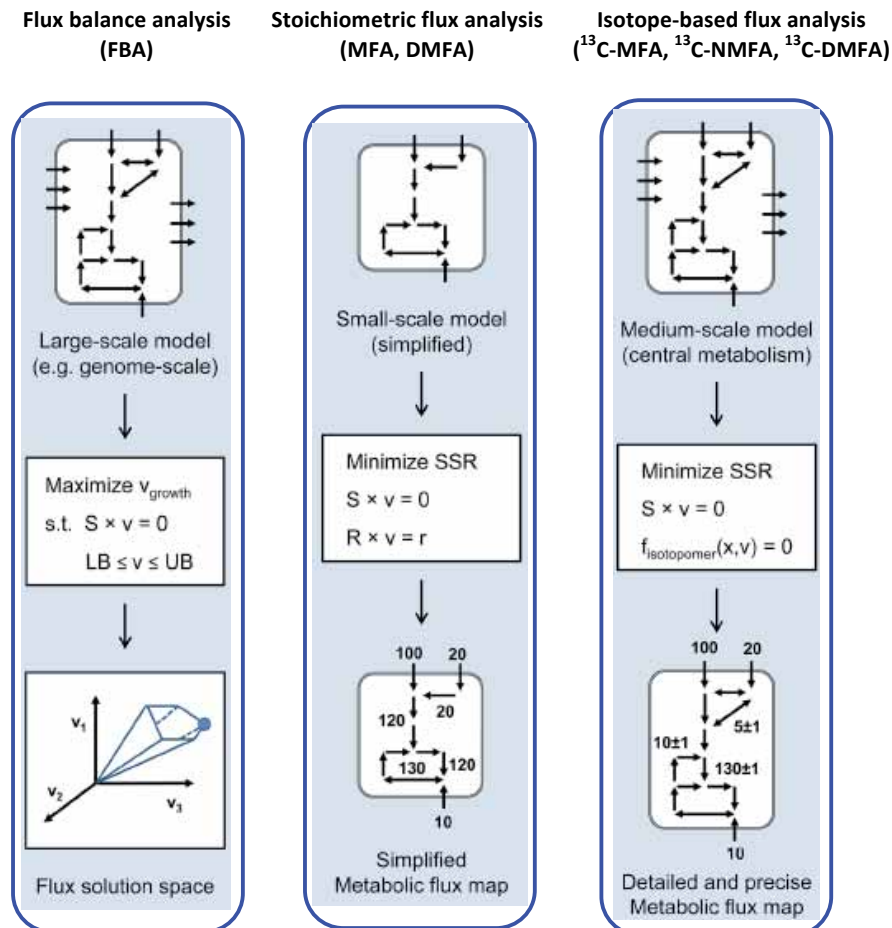 Flux balance analysis
(FBA)
Large-scale model
(e.g. genome-scale)
Maximize v_growth
s.t. S × v = 0
LB ≤ v ≤ UB
v₁
v₂
v₃
Flux solution space
Stoichiometric flux analysis
(MFA, DMFA)
Small-scale model
(simplified)
Minimize SSR
S × v = 0
R × v = r
100 20
20
120
130
120
10
Simplified
Metabolic flux map
Isotope-based flux analysis
(¹³C-MFA, ¹³C-NMFA, ¹³C-DMFA)
Medium-scale model
(central metabolism)
Minimize SSR
S × v = 0
f_isotopomer(x,v) = 0
100 20
5±1
10±1
130±1
10
Detailed and precise
Metabolic flux map